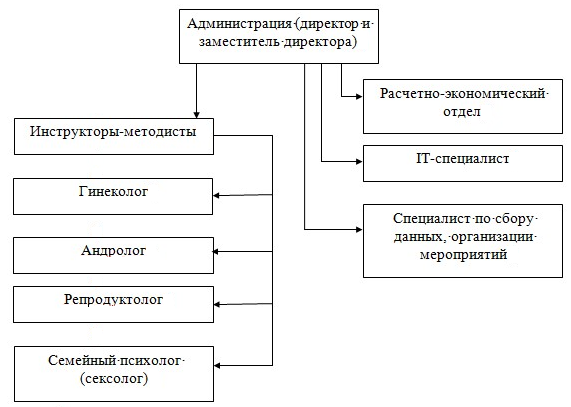 Администрация (директор и
заместитель директора)
Расчетно-экономический
отдел
Инструкторы-методисты
IT-специалист
Гинеколог
Специалист по сбору
данных, организации
мероприятий
Андролог
Репродуктолог
Семейный психолог
(сексолог)